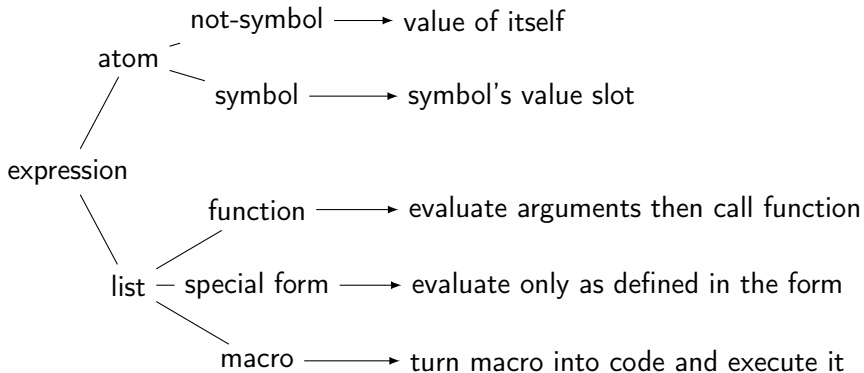 not-symbol → value of itself
atom
symbol → symbol's value slot
expression
function → evaluate arguments then call function
list
special form → evaluate only as defined in the form
macro → turn macro into code and execute it